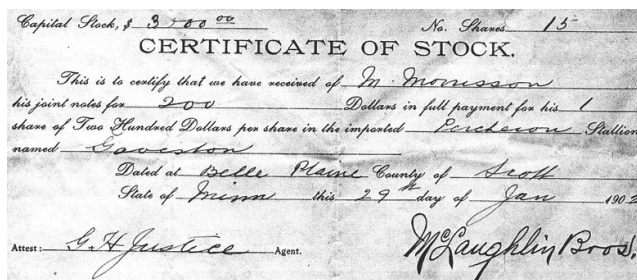 Capital Stock, $ 3000 00 No. Shares 15
CERTIFICATE OF STOCK.
This is to certify that we have received of M. Morrisson
his joint notes for 200 Dollars in full payment for his 1
share of Two Hundred Dollars per share in the imported Percheron Stallion
named Gaveston
Dated at Belle Plaine County of Scott
State of Minn this 29th day of Jan 1902
Attest: G. H. Justice Agent. McLaughlin Bros.